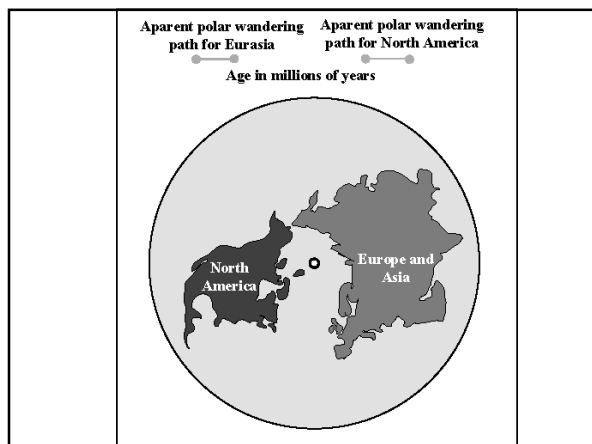 Aparent polar wandering
path for Eurasia
Aparent polar wandering
path for North America
Age in millions of years
North
America
Europe and
Asia